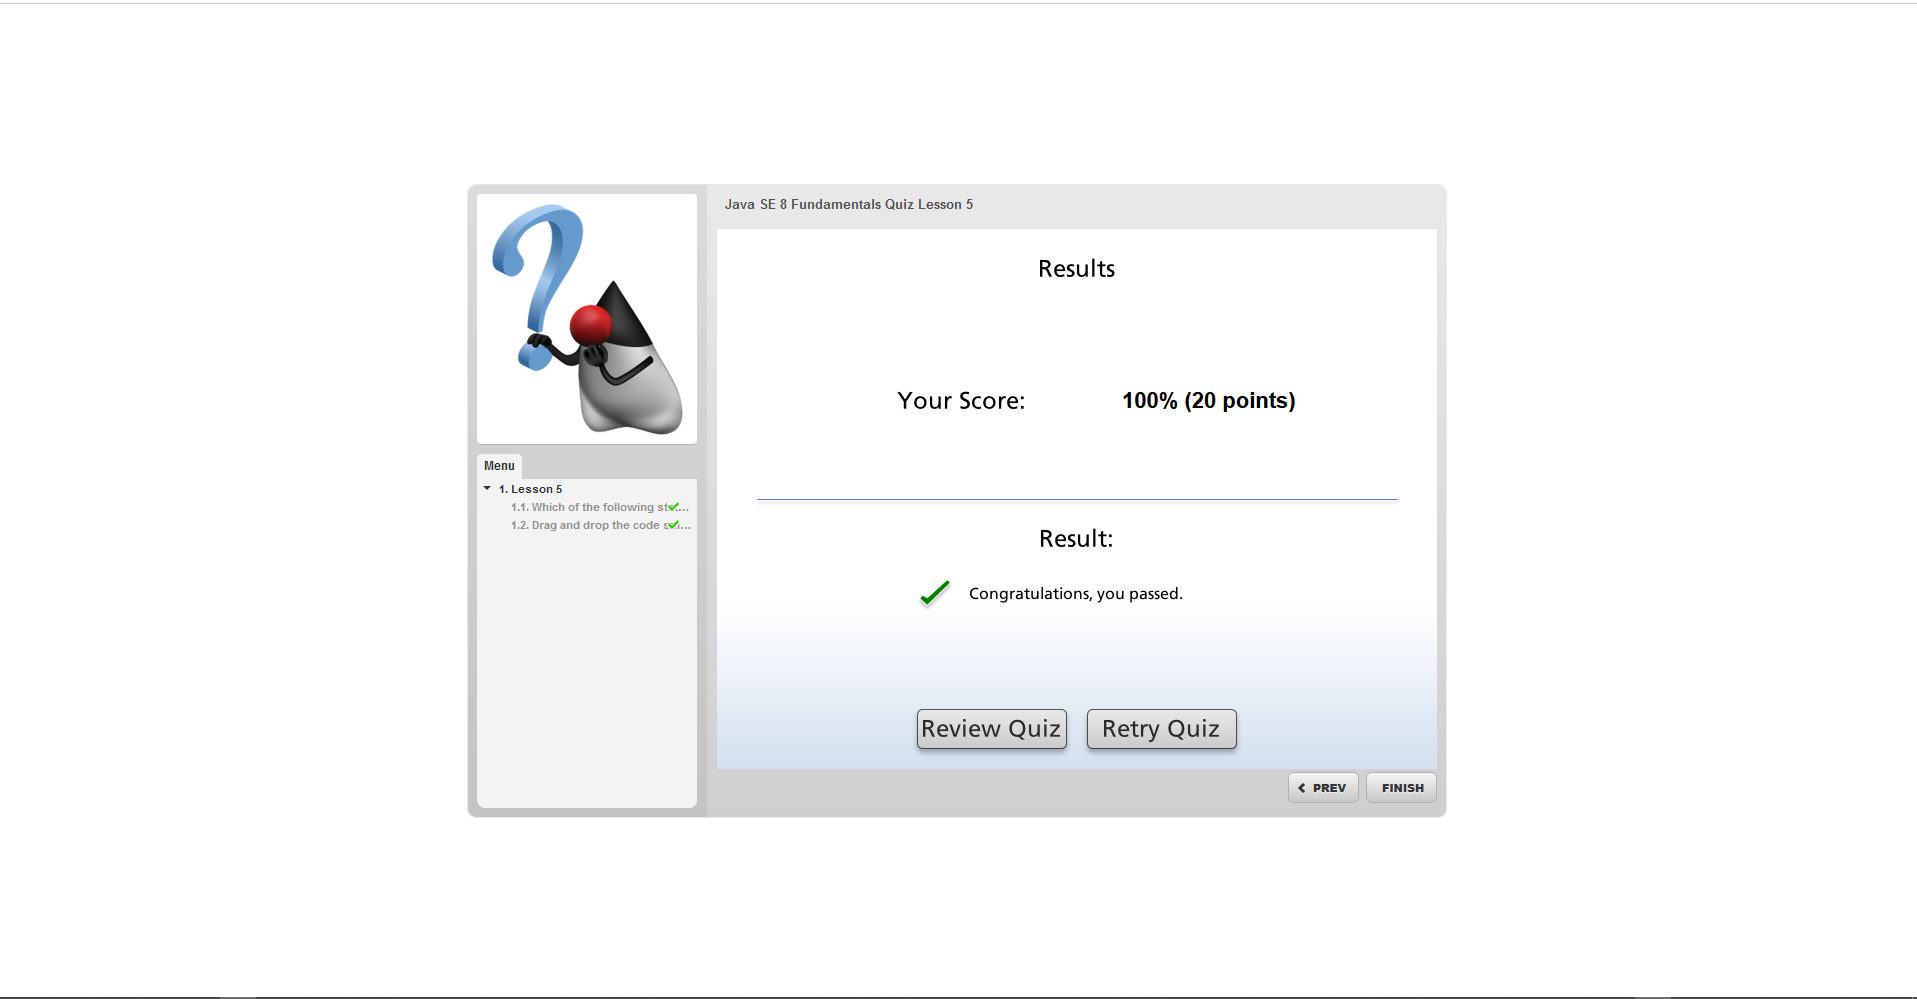 Java SE 8 Fundamentals Quiz Lesson 5
Results
Your Score: 100% (20 points)
Result:
Congratulations, you passed.
Review Quiz Retry Quiz
PREV FINISH
Menu
1. Lesson 5
1.1. Which of the following st...
1.2. Drag and drop the code s...